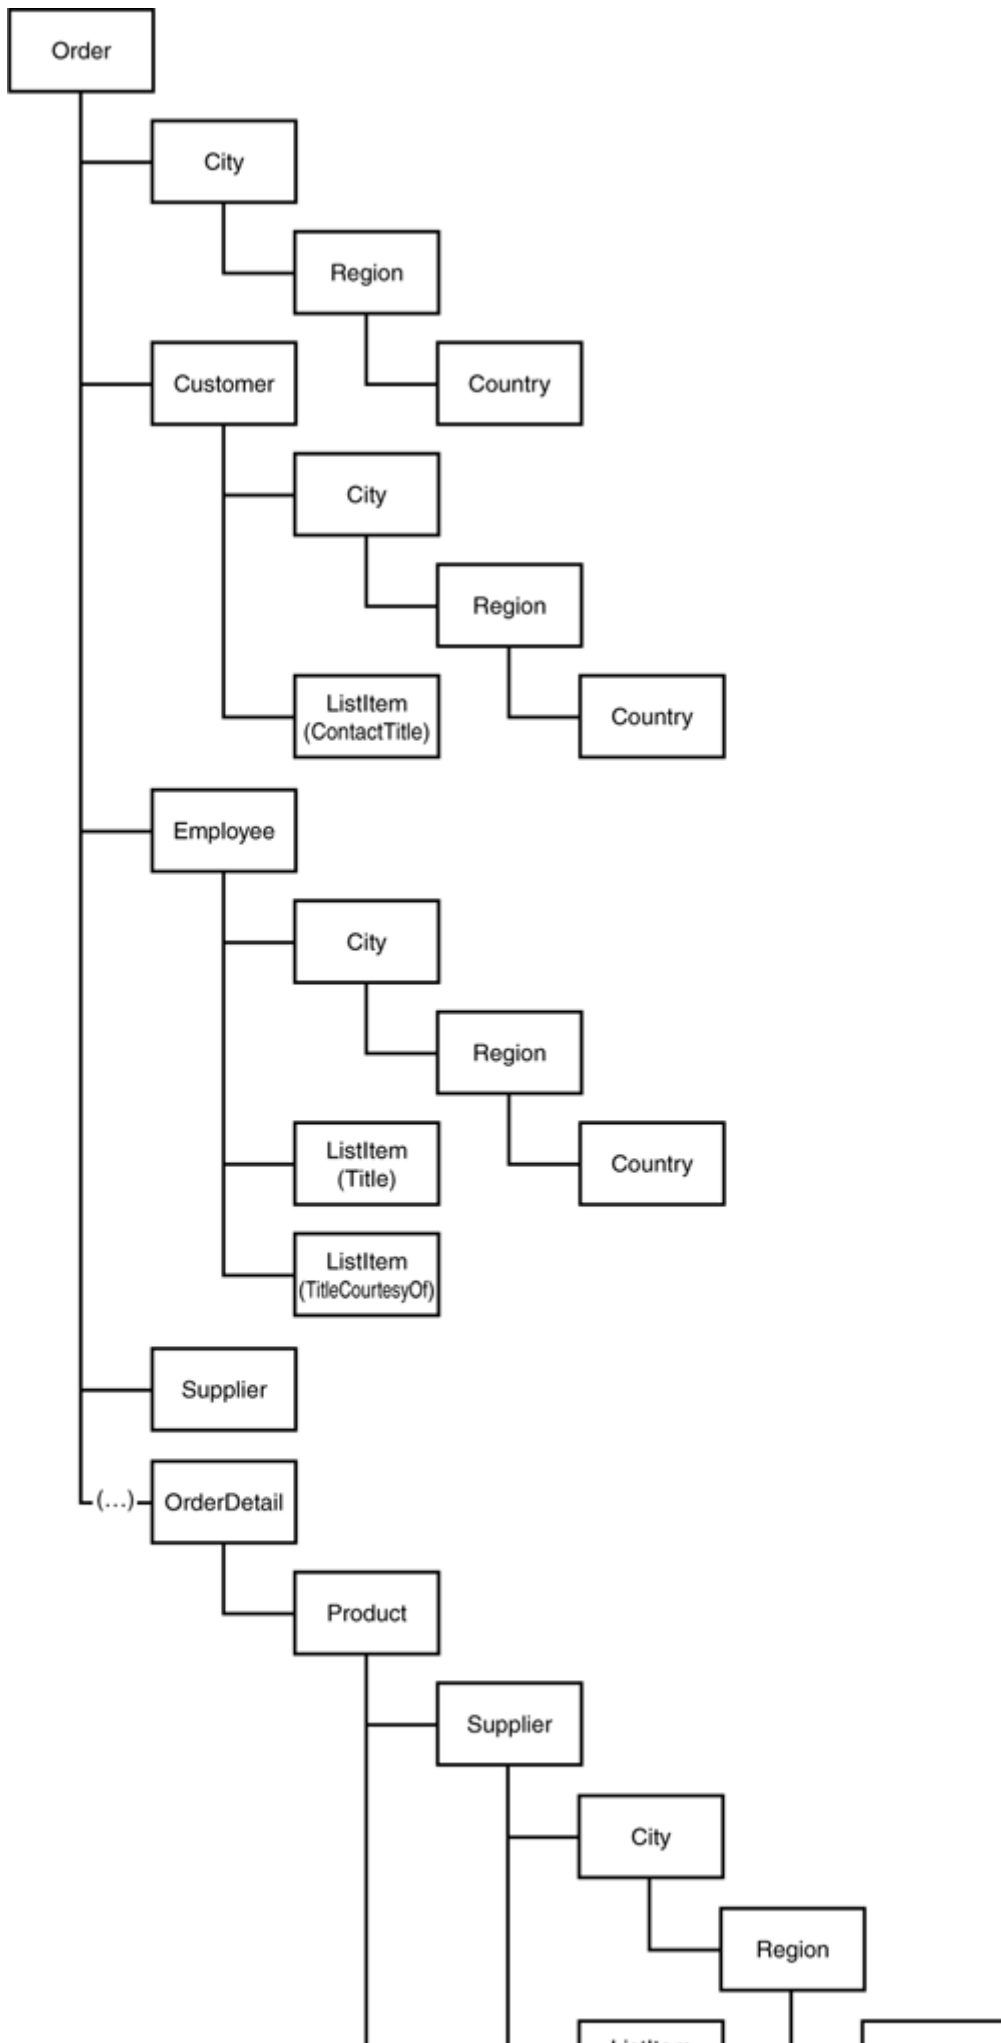 Order
City
Region
Customer
Country
City
Region
ListItem
(ContactTitle)
Country
Employee
City
Region
ListItem
(Title)
Country
ListItem
(TitleCourtesyOf)
Supplier
(...)
OrderDetail
Product
Supplier
City
Region